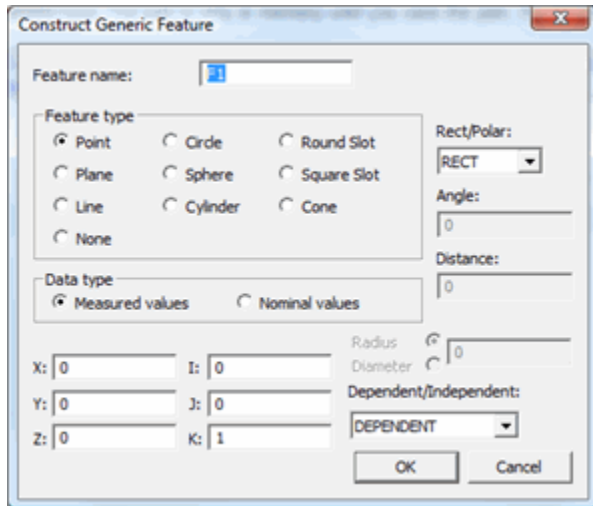 Construct Generic Feature
Feature name: F1
Feature type
Point Circle Round Slot
Plane Sphere Square Slot
Line Cylinder Cone
None
Rect/Polar:
RECT
Angle:
0
Distance:
0
Data type
Measured values Nominal values
X: 0 I: 0
Y: 0 J: 0
Z: 0 K: 1
Radius
Diameter
0
Dependent/Independent:
DEPENDENT
OK Cancel